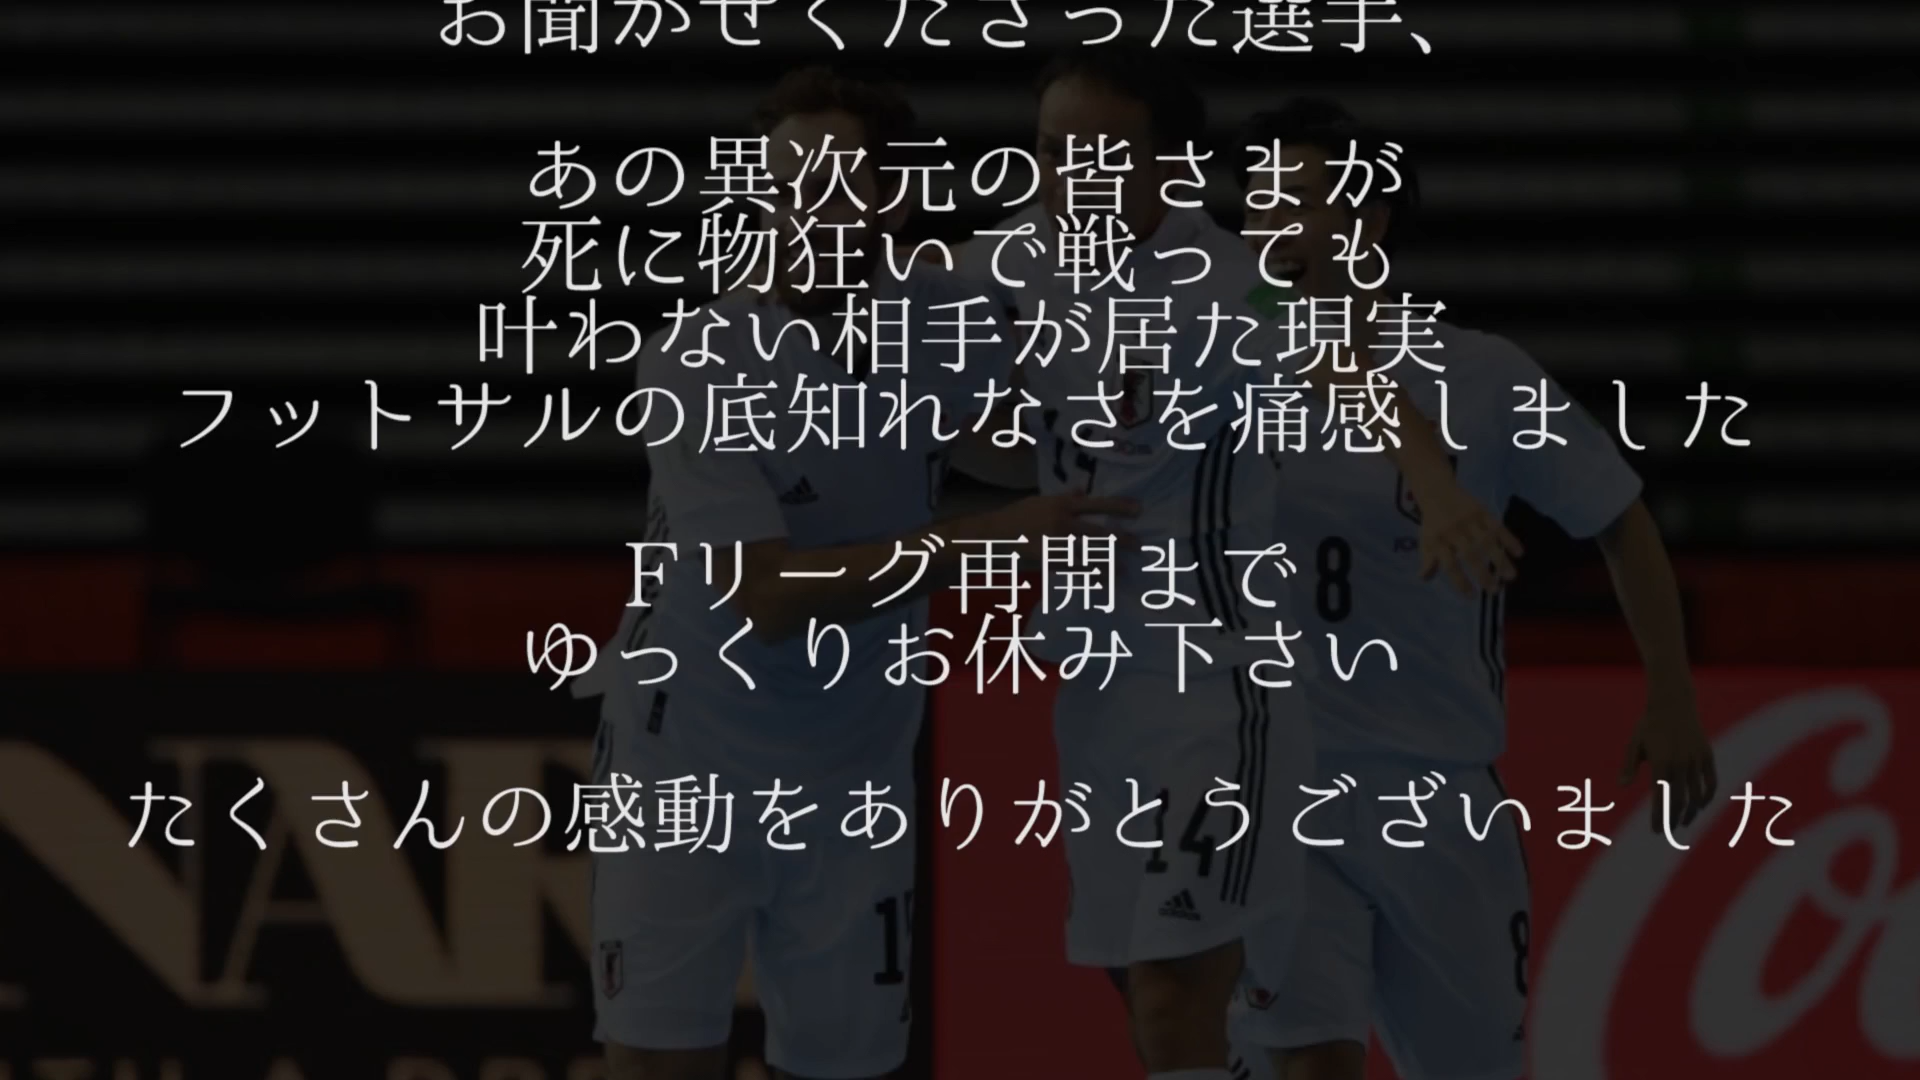 お聞かせくださった選手、
あの異次元の皆さまが
死に物狂いで戦っても
叶わない相手が居た現実
フットサルの底知れなさを痛感しました
Fリーグ再開まで
ゆっくりお休み下さい
たくさんの感動をありがとうございました
8
14
15
8
adidas